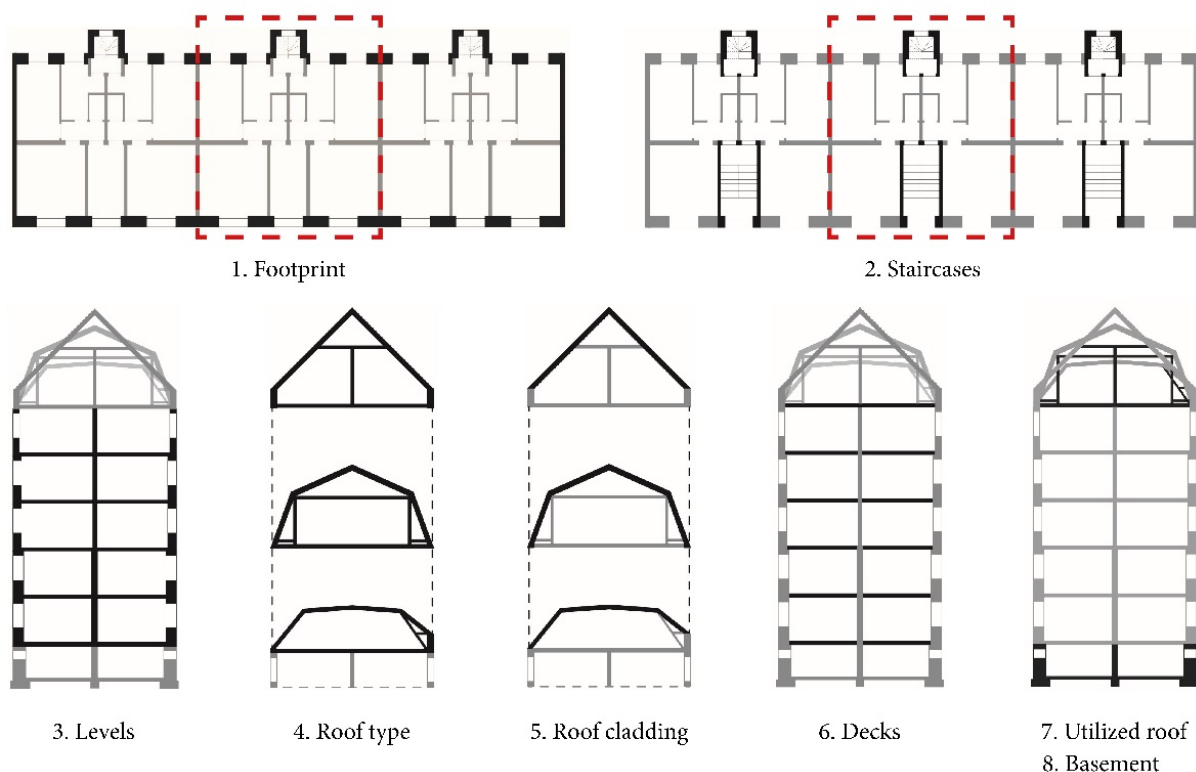 1. Footprint
2. Staircases
3. Levels
4. Roof type
5. Roof cladding
6. Decks
7. Utilized roof
8. Basement